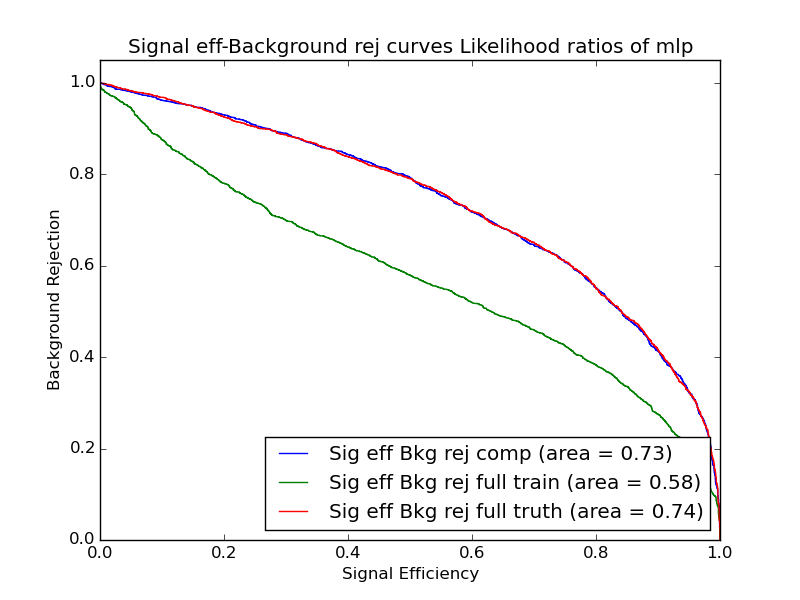 Signal eff-Background rej curves Likelihood ratios of mlp
1.0
0.8
0.6
0.4
0.2
0.0
Background Rejection
Sig eff Bkg rej comp (area = 0.73)
Sig eff Bkg rej full train (area = 0.58)
Sig eff Bkg rej full truth (area = 0.74)
0.0 0.2 0.4 0.6 0.8 1.0
Signal Efficiency